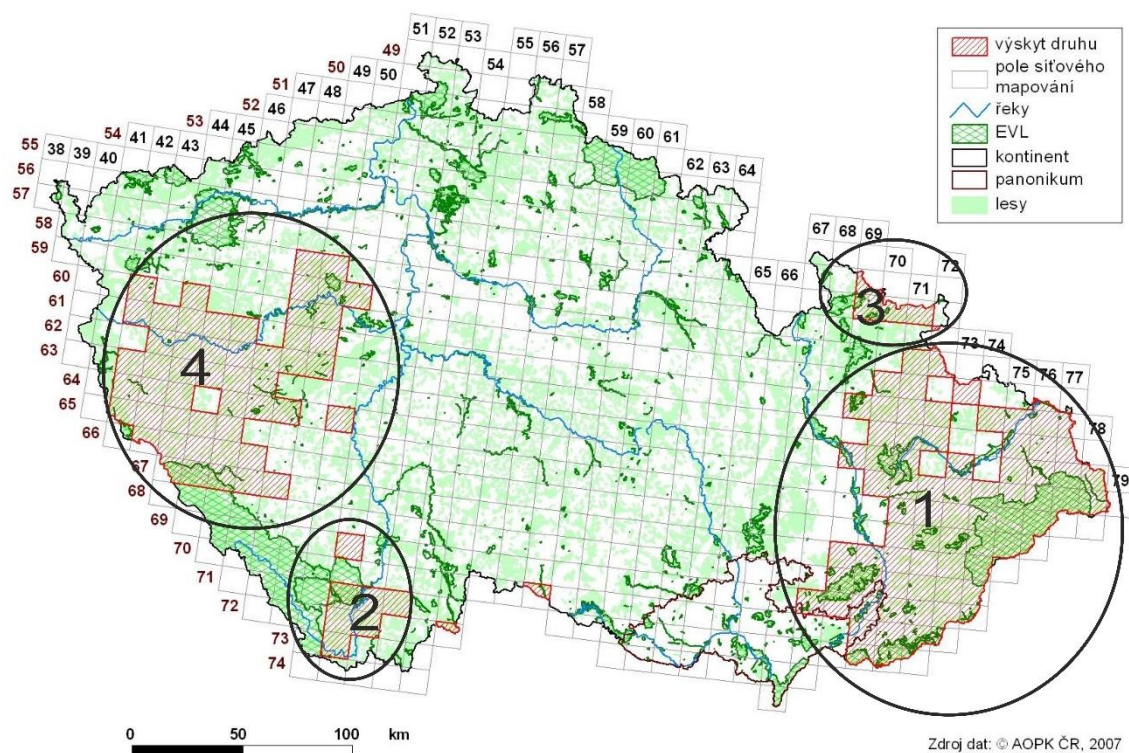 51 52 53
55 56 57
49
54
50 49 50
51 47 48
58
52 46
59 60 61
53 44 45
54 41 42 43
62 63 64
55 38 39 40
56
57
58
59
67 68 69
60
70 72
65 66
71
61
3
62
63
73 74
4
75 76 77
64
65
78
66
67
79
68
1
69
70
71
2
72
73
74
výskyt druhu
pole síťového
mapování
řeky
EVL
kontinent
panonikum
lesy
0 50 100 km
Zdroj dat: © AOPK ČR, 2007